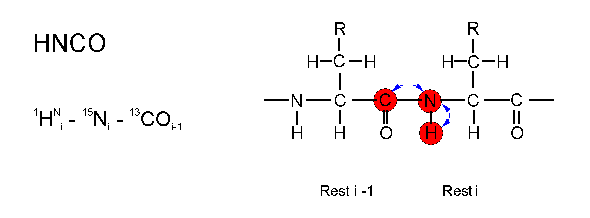 HNCO
¹Hᴺᵢ - ¹⁵Nᵢ - ¹³COᵢ₋₁
R R
H C H H C H
N C C N C C
H H O H H O
Rest i -1 Rest i